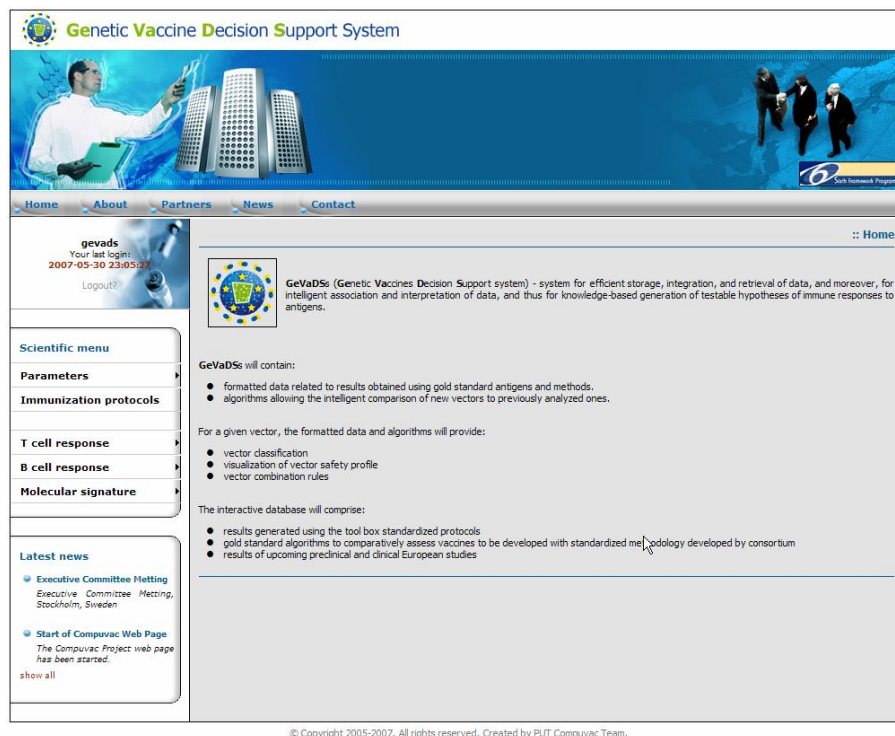 Genetic Vaccine Decision Support System
Sixth Framework Program
Home About Partners News Contact
gevads
Your last login:
2007-05-30 23:05:27
Logout?
Scientific menu
Parameters
Immunization protocols
T cell response
B cell response
Molecular signature
Latest news
Executive Committee Metting
Executive Committee Metting,
Stockholm, Sweden
Start of Compuvac Web Page
The Compuvac Project web page
has been started.
show all
:: Home
GeVaDSs (Genetic Vaccines Decision Support system) - system for efficient storage, integration, and retrieval of data, and moreover, for
intelligent association and interpretation of data, and thus for knowledge-based generation of testable hypotheses of immune responses to
antigens.
GeVaDSs will contain:
formatted data related to results obtained using gold standard antigens and methods.
algorithms allowing the intelligent comparison of new vectors to previously analyzed ones.
For a given vector, the formatted data and algorithms will provide:
vector classification
visualization of vector safety profile
vector combination rules
The interactive database will comprise:
results generated using the tool box standardized protocols
gold standard algorithms to comparatively assess vaccines to be developed with standardized methodology developed by consortium
results of upcoming preclinical and clinical European studies
© Copyright 2005-2007. All rights reserved. Created by PUT Compuvac Team.